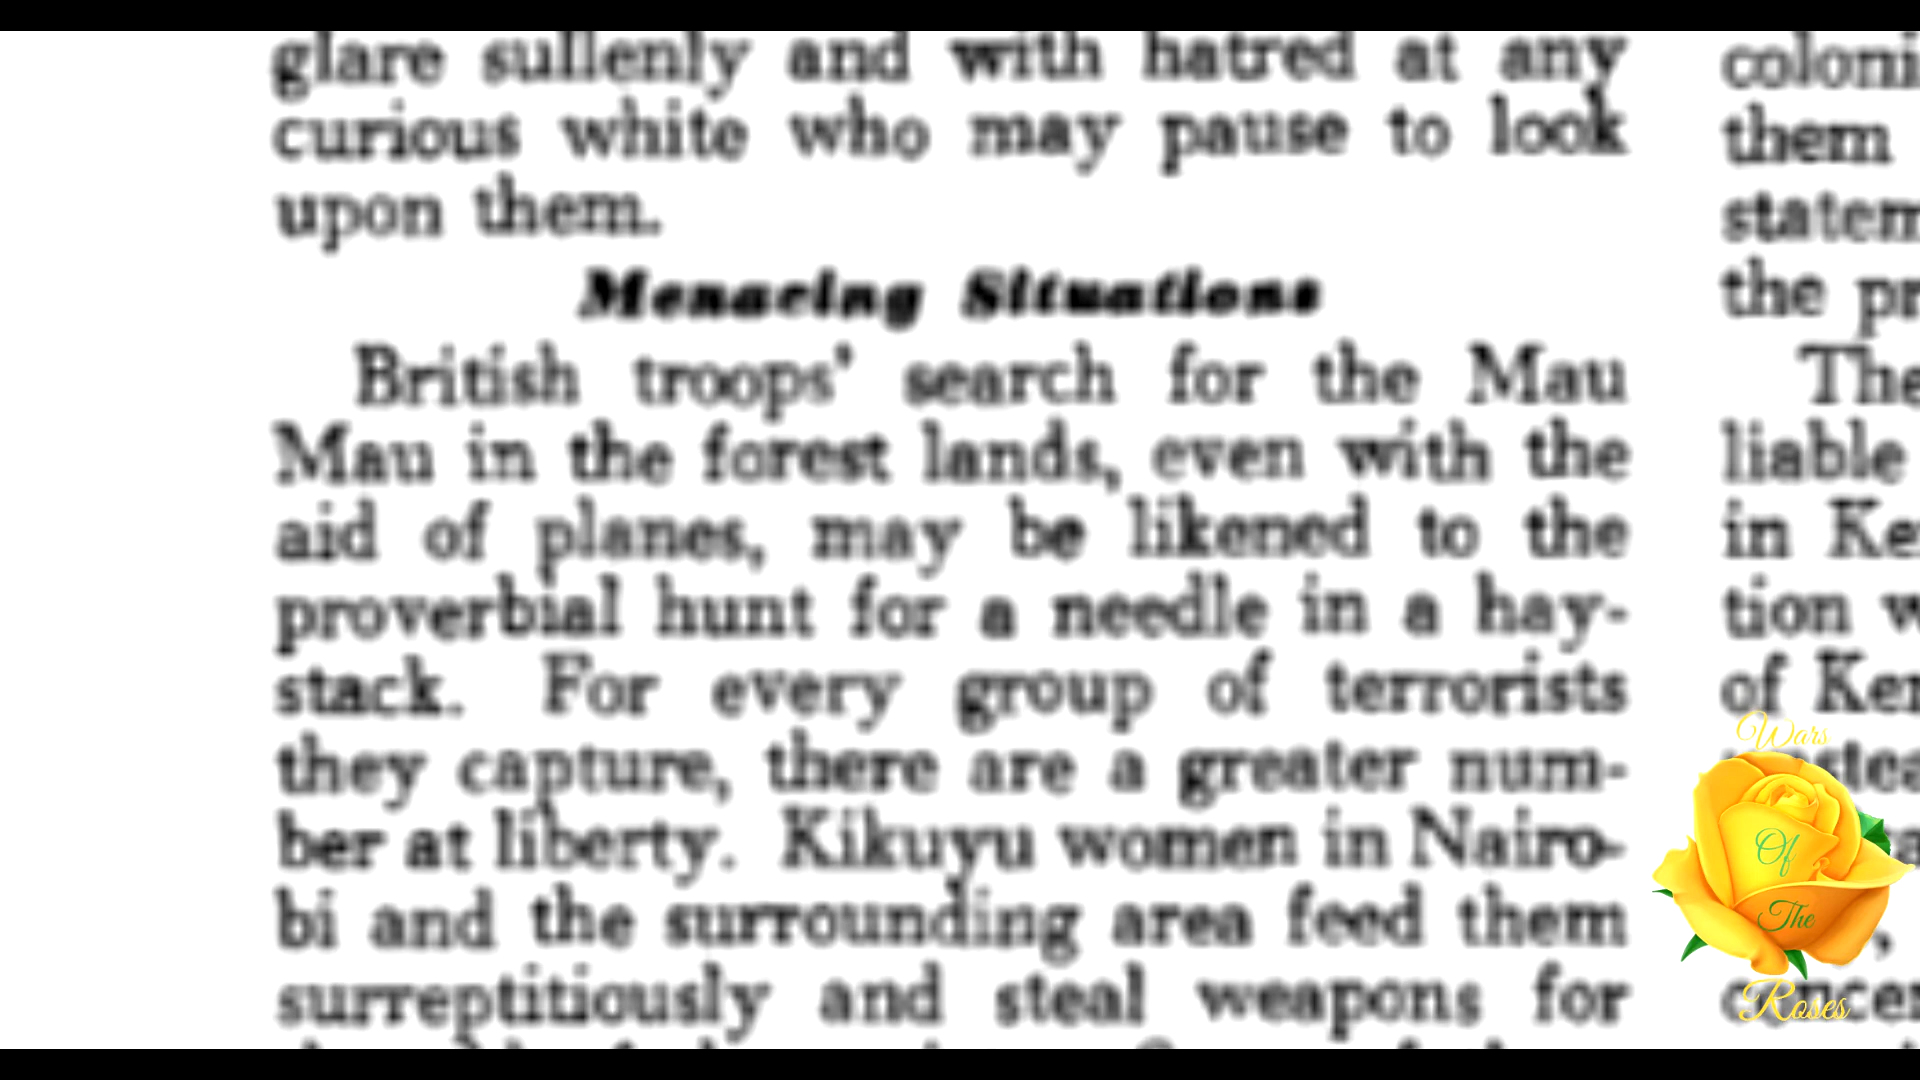 glare sullenly and with hatred at any
curious white who may pause to look
upon them.
Menacing Situations
British troops' search for the Mau
Mau in the forest lands, even with the
aid of planes, may be likened to the
proverbial hunt for a needle in a hay-
stack. For every group of terrorists
they capture, there are a greater num-
ber at liberty. Kikuyu women in Nairo-
bi and the surrounding area feed them
surreptitiously and steal weapons for
coloni
them
statem
the pr
The
liable
in Ke
tion w
of Ken
Wars
Of
The
Roses